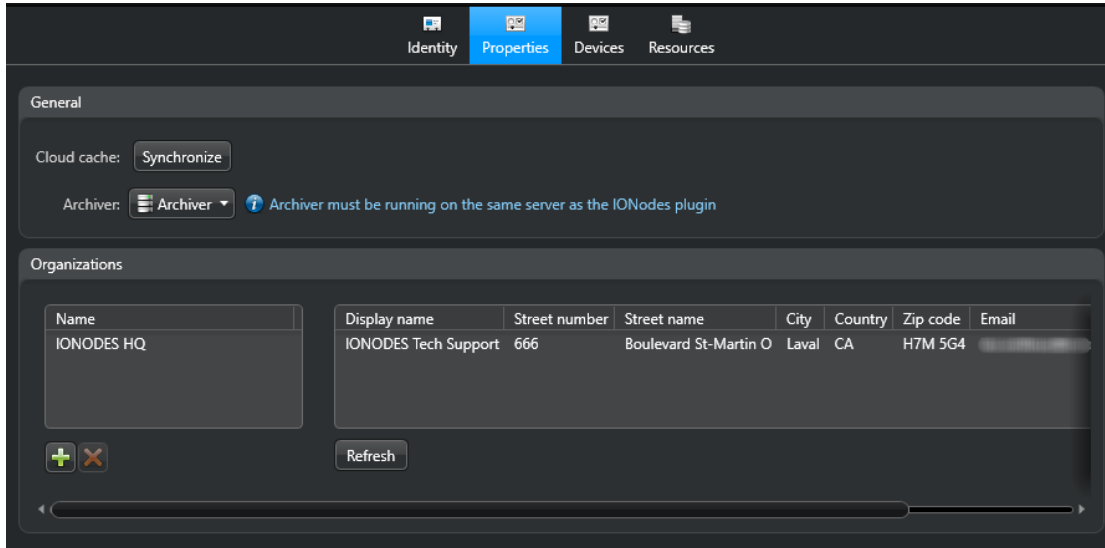 Identity Properties Devices Resources
General
Cloud cache: Synchronize
Archiver: Archiver i Archiver must be running on the same server as the IONodes plugin
Organizations
Name Display name Street number Street name City Country Zip code Email
IONODES HQ IONODES Tech Support 666 Boulevard St-Martin O Laval CA H7M 5G4
Refresh